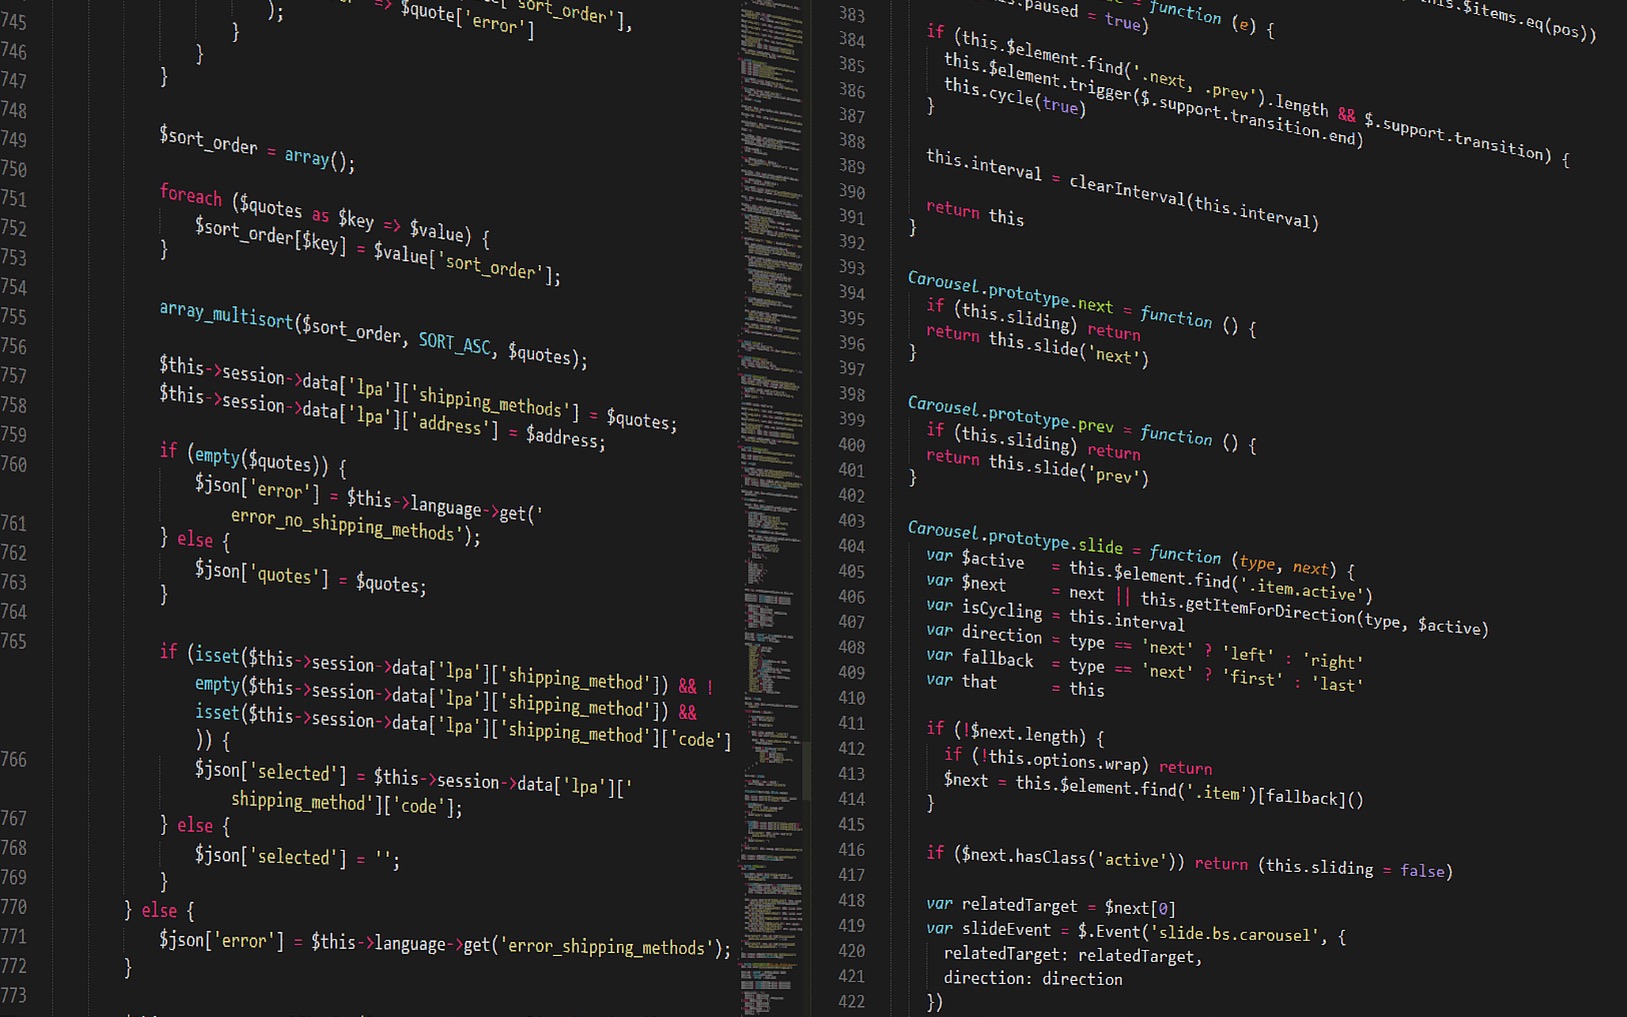 745
746
747
748
749
750
751
752
753
754
755
756
757
758
759
760
761
762
763
764
765
766
767
768
769
770
771
772
773
'sort_order'],
=> $quote['error']
);
}
}
}
$sort_order = array();
foreach ($quotes as $key => $value) {
$sort_order[$key] = $value['sort_order'];
}
array_multisort($sort_order, SORT_ASC, $quotes);
$this->session->data['lpa']['shipping_methods'] = $quotes;
$this->session->data['lpa']['address'] = $address;
if (empty($quotes)) {
$json['error'] = $this->language->get('
error_no_shipping_methods');
} else {
$json['quotes'] = $quotes;
}
if (isset($this->session->data['lpa']['shipping_method']) && !
empty($this->session->data['lpa']['shipping_method']) &&
isset($this->session->data['lpa']['shipping_method']['code']
)) {
$json['selected'] = $this->session->data['lpa']['
shipping_method']['code'];
} else {
$json['selected'] = '';
}
} else {
$json['error'] = $this->language->get('error_shipping_methods');
}
383
384
385
386
387
388
389
390
391
392
393
394
395
396
397
398
399
400
401
402
403
404
405
406
407
408
409
410
411
412
413
414
415
416
417
418
419
420
421
422
this.$items.eq(pos))
= function (e) {
.paused = true)
if (this.$element.find('.next, .prev').length && $.support.transition) {
this.$element.trigger($.support.transition.end)
this.cycle(true)
}
this.interval = clearInterval(this.interval)
return this
}
Carousel.prototype.next = function () {
if (this.sliding) return
return this.slide('next')
}
Carousel.prototype.prev = function () {
if (this.sliding) return
return this.slide('prev')
}
Carousel.prototype.slide = function (type, next) {
var $active = this.$element.find('.item.active')
var $next = next || this.getItemForDirection(type, $active)
var isCycling = this.interval
var direction = type == 'next' ? 'left' : 'right'
var fallback = type == 'next' ? 'first' : 'last'
var that = this
if (!$next.length) {
if (!this.options.wrap) return
$next = this.$element.find('.item')[fallback]()
}
if ($next.hasClass('active')) return (this.sliding = false)
var relatedTarget = $next[0]
var slideEvent = $.Event('slide.bs.carousel', {
relatedTarget: relatedTarget,
direction: direction
})